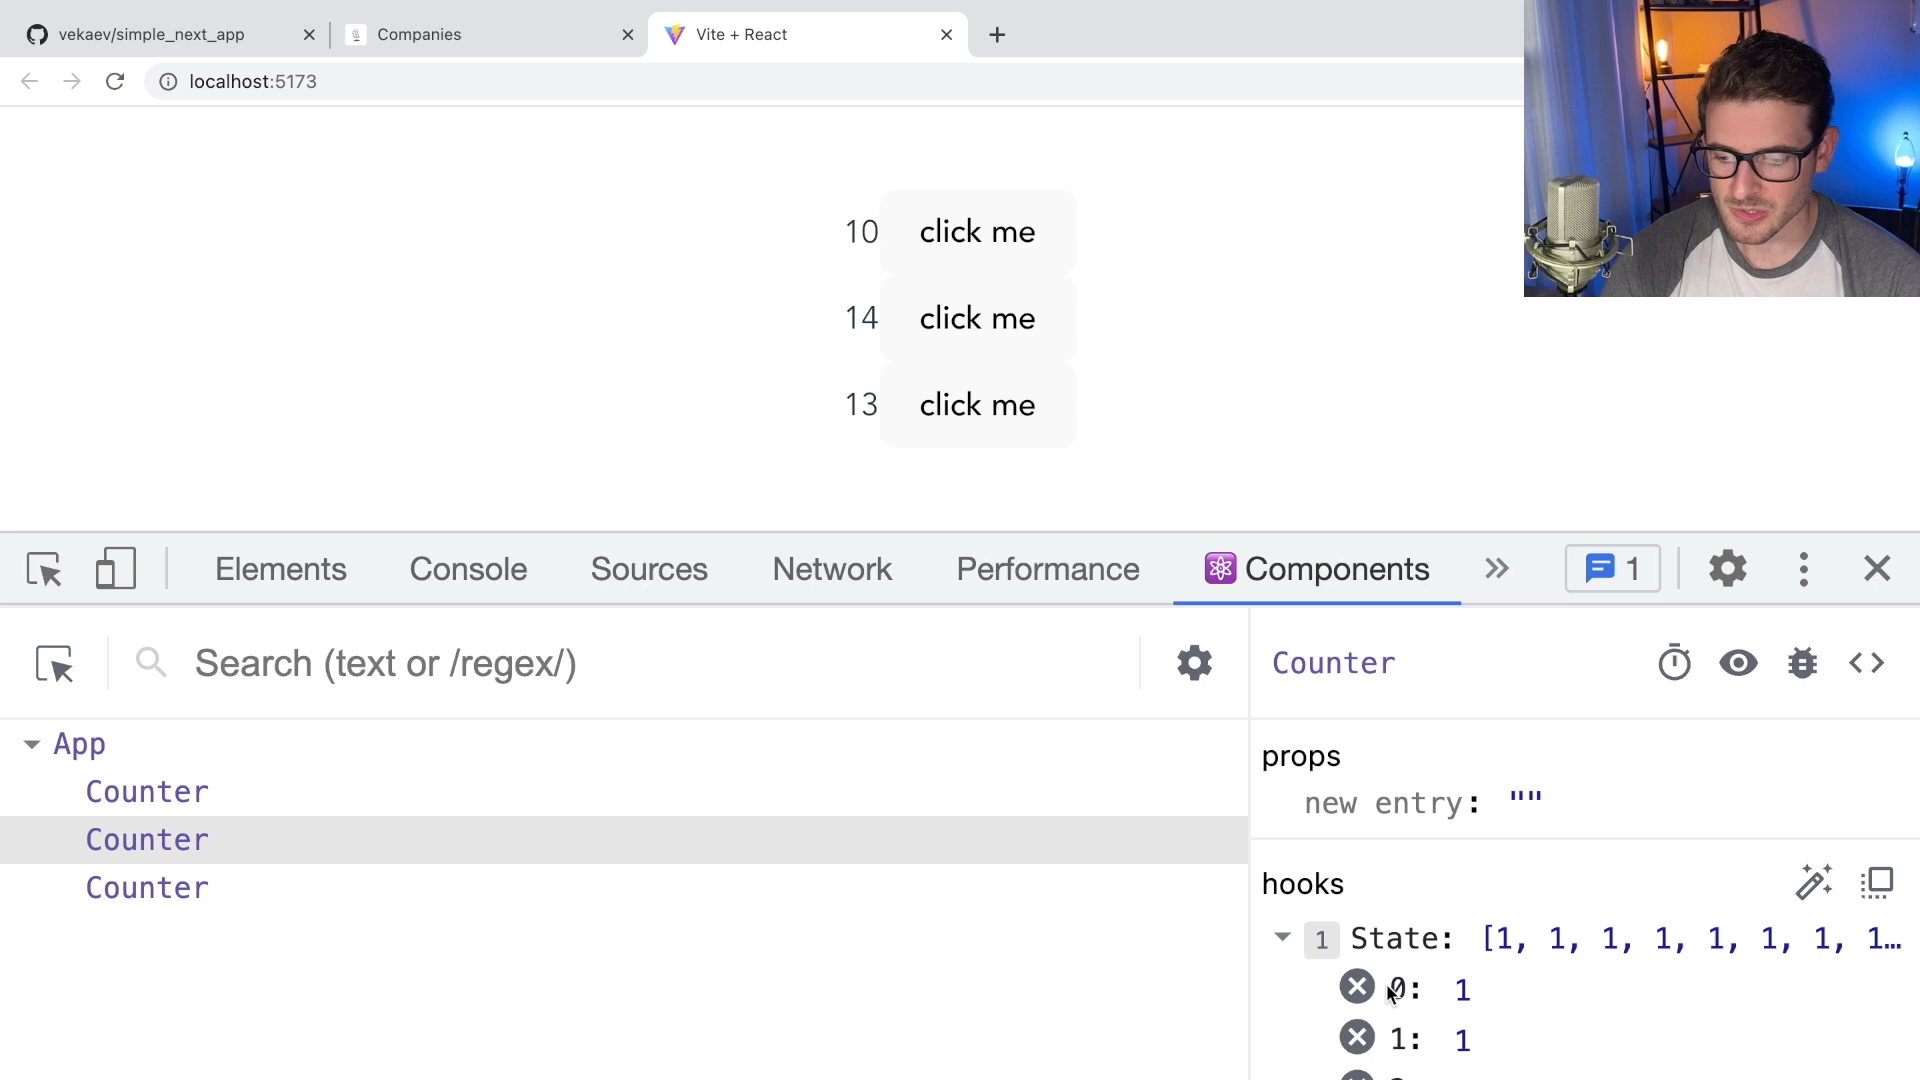 vekaev/simple_next_app
Companies
Vite + React
localhost:5173
10 click me
14 click me
13 click me
Elements Console Sources Network Performance Components 1
Search (text or /regex/)
Counter
App
Counter
Counter
Counter
props
new entry: ""
hooks
1 State: [1, 1, 1, 1, 1, 1, 1, 1…
0: 1
1: 1